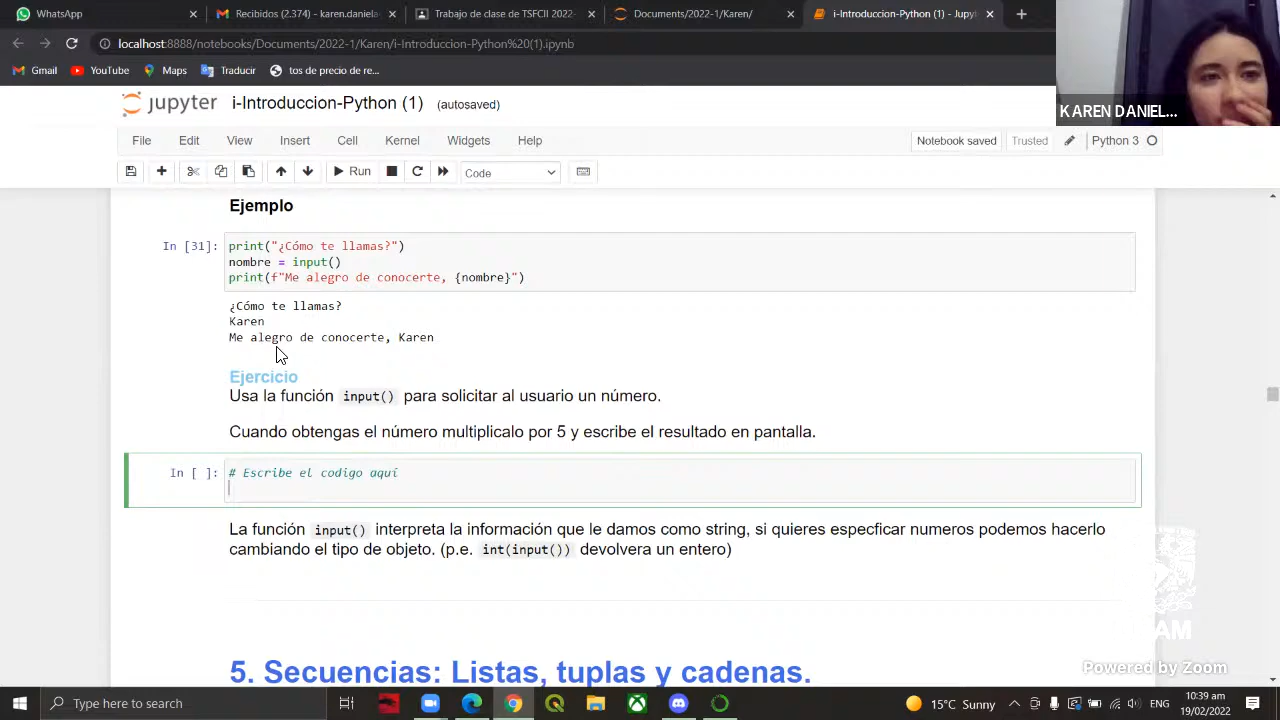 WhatsApp
Recibidos (2.374) - karen.daniela
Trabajo de clase de TSFCII 2022-
Documents/2022-1/Karen/
i-Introduccion-Python (1) - Jupyt
localhost:8888/notebooks/Documents/2022-1/Karen/i-Introduccion-Python%20(1).ipynb
Gmail
YouTube
Maps
Traducir
tos de precio de re...
KAREN DANIEL...
jupyter i-Introduccion-Python (1) (autosaved)
File Edit View Insert Cell Kernel Widgets Help
Notebook saved Trusted Python 3
Run Code
Ejemplo
In [31]: print("¿Cómo te llamas?")
nombre = input()
print(f"Me alegro de conocerte, {nombre}")
¿Cómo te llamas?
Karen
Me alegro de conocerte, Karen
Ejercicio
Usa la función input() para solicitar al usuario un número.
Cuando obtengas el número multiplicalo por 5 y escribe el resultado en pantalla.
In [ ]: # Escribe el codigo aquí
La función input() interpreta la información que le damos como string, si quieres especficar numeros podemos hacerlo
cambiando el tipo de objeto. (p.e. int(input()) devolvera un entero)
5. Secuencias: Listas, tuplas y cadenas.
Powered by Zoom
Type here to search
15°C Sunny
ENG
10:39 am
19/02/2022